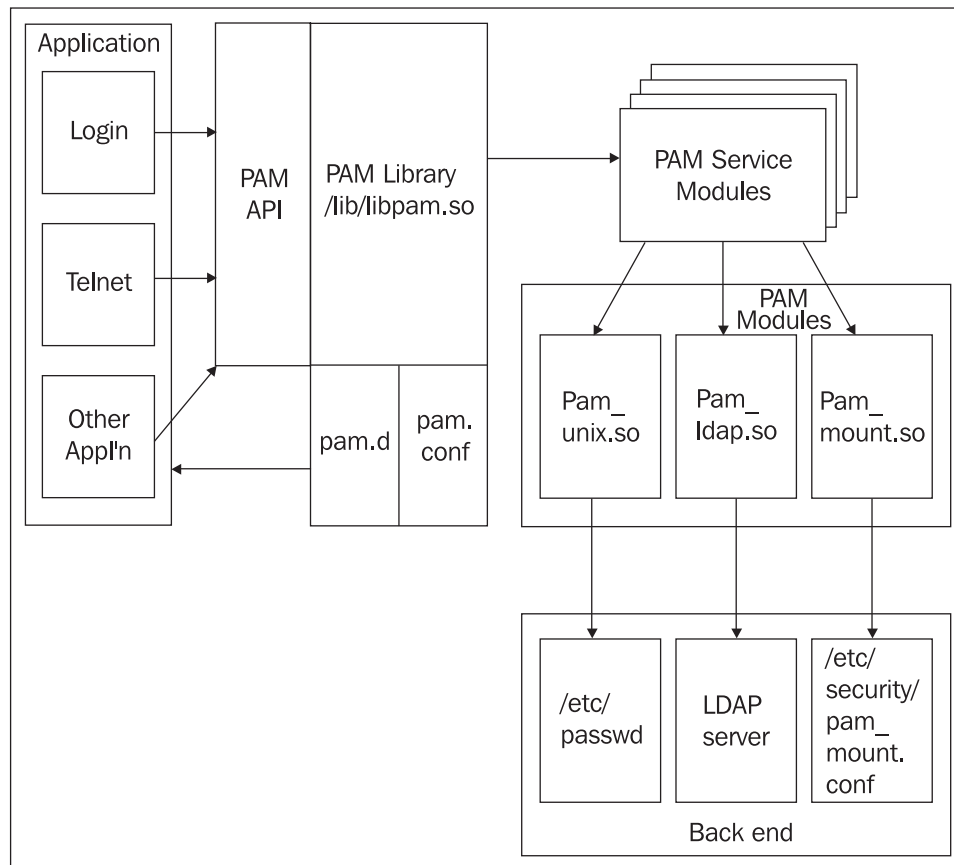 Application
Login
Telnet
Other
Appl'n
PAM
API
PAM Library
/lib/libpam.so
pam.d
pam.
conf
PAM Service
Modules
PAM
Modules
Pam_
unix.so
Pam_
ldap.so
Pam_
mount.so
/etc/
passwd
LDAP
server
/etc/
security/
pam_
mount.
conf
Back end